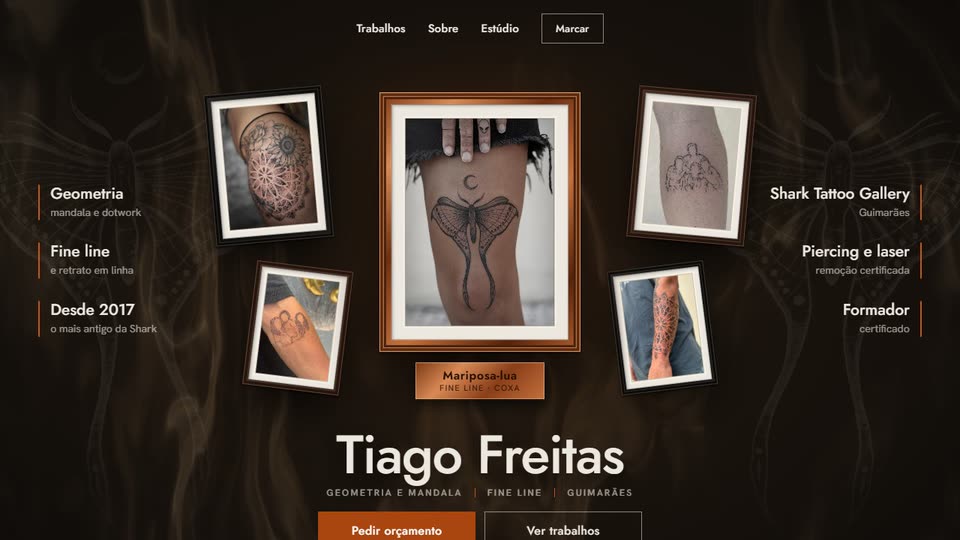 Trabalhos
Sobre
Estúdio
Marcar
Geometria
mandala e dotwork
Fine line
e retrato em linha
Desde 2017
o mais antigo da Shark
Shark Tattoo Gallery
Guimarães
Piercing e laser
remoção certificada
Formador
certificado
Mariposa-lua
FINE LINE · COXA
Tiago Freitas
GEOMETRIA E MANDALA | FINE LINE | GUIMARÃES
Pedir orçamento
Ver trabalhos